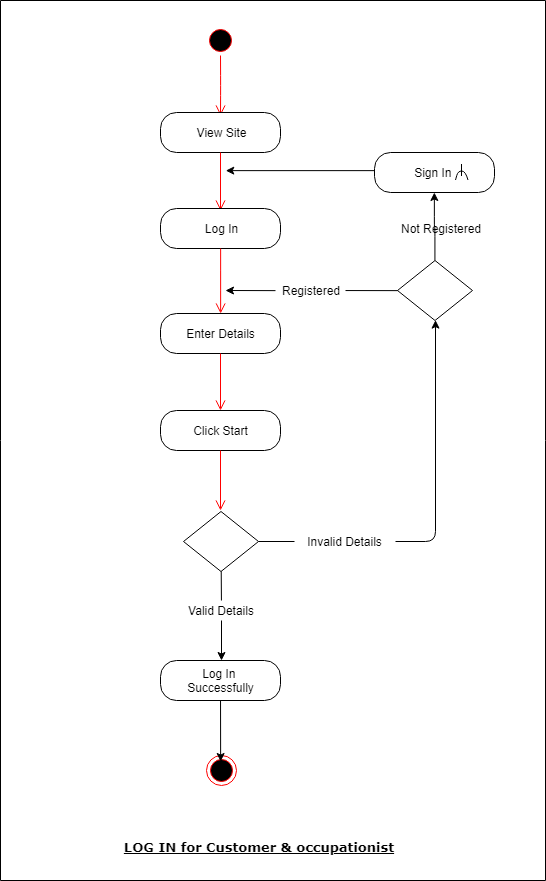 View Site
Sign In
Log In
Not Registered
Registered
Enter Details
Click Start
Invalid Details
Valid Details
Log In
Successfully
LOG IN for Customer & occupationist